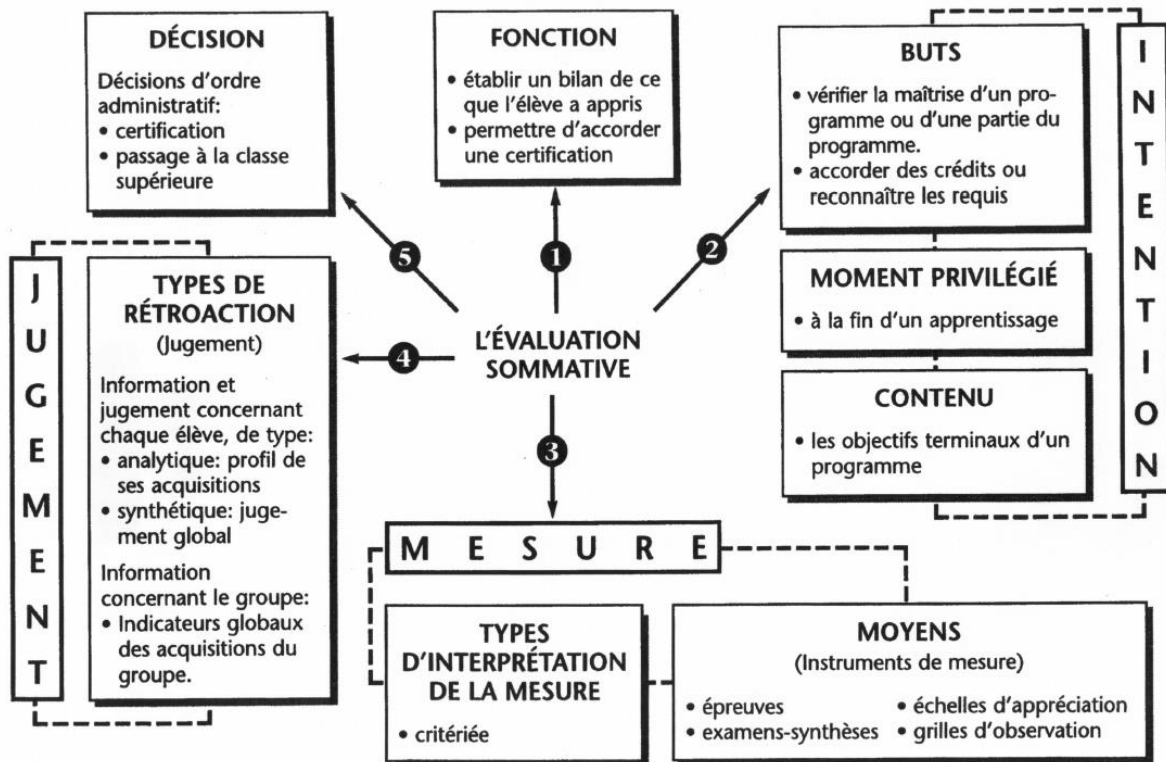 DÉCISION
Décisions d'ordre
administratif:
• certification
• passage à la classe
supérieure
FONCTION
• établir un bilan de ce
que l'élève a appris
• permettre d'accorder
une certification
BUTS
• vérifier la maîtrise d'un pro-
gramme ou d'une partie du
programme.
• accorder des crédits ou
reconnaître les requis
INTENTION
MOMENT PRIVILÉGIÉ
• à la fin d'un apprentissage
CONTENU
• les objectifs terminaux d'un
programme
5
1
2
4
3
L'ÉVALUATION
SOMMATIVE
JUGEMENT
TYPES DE
RÉTROACTION
(Jugement)
Information et
jugement concernant
chaque élève, de type:
• analytique: profil de
ses acquisitions
• synthétique: juge-
ment global
Information
concernant le groupe:
• Indicateurs globaux
des acquisitions du
groupe.
MESURE
TYPES
D'INTERPRÉTATION
DE LA MESURE
• critériée
MOYENS
(Instruments de mesure)
• épreuves
• examens-synthèses
• échelles d'appréciation
• grilles d'observation